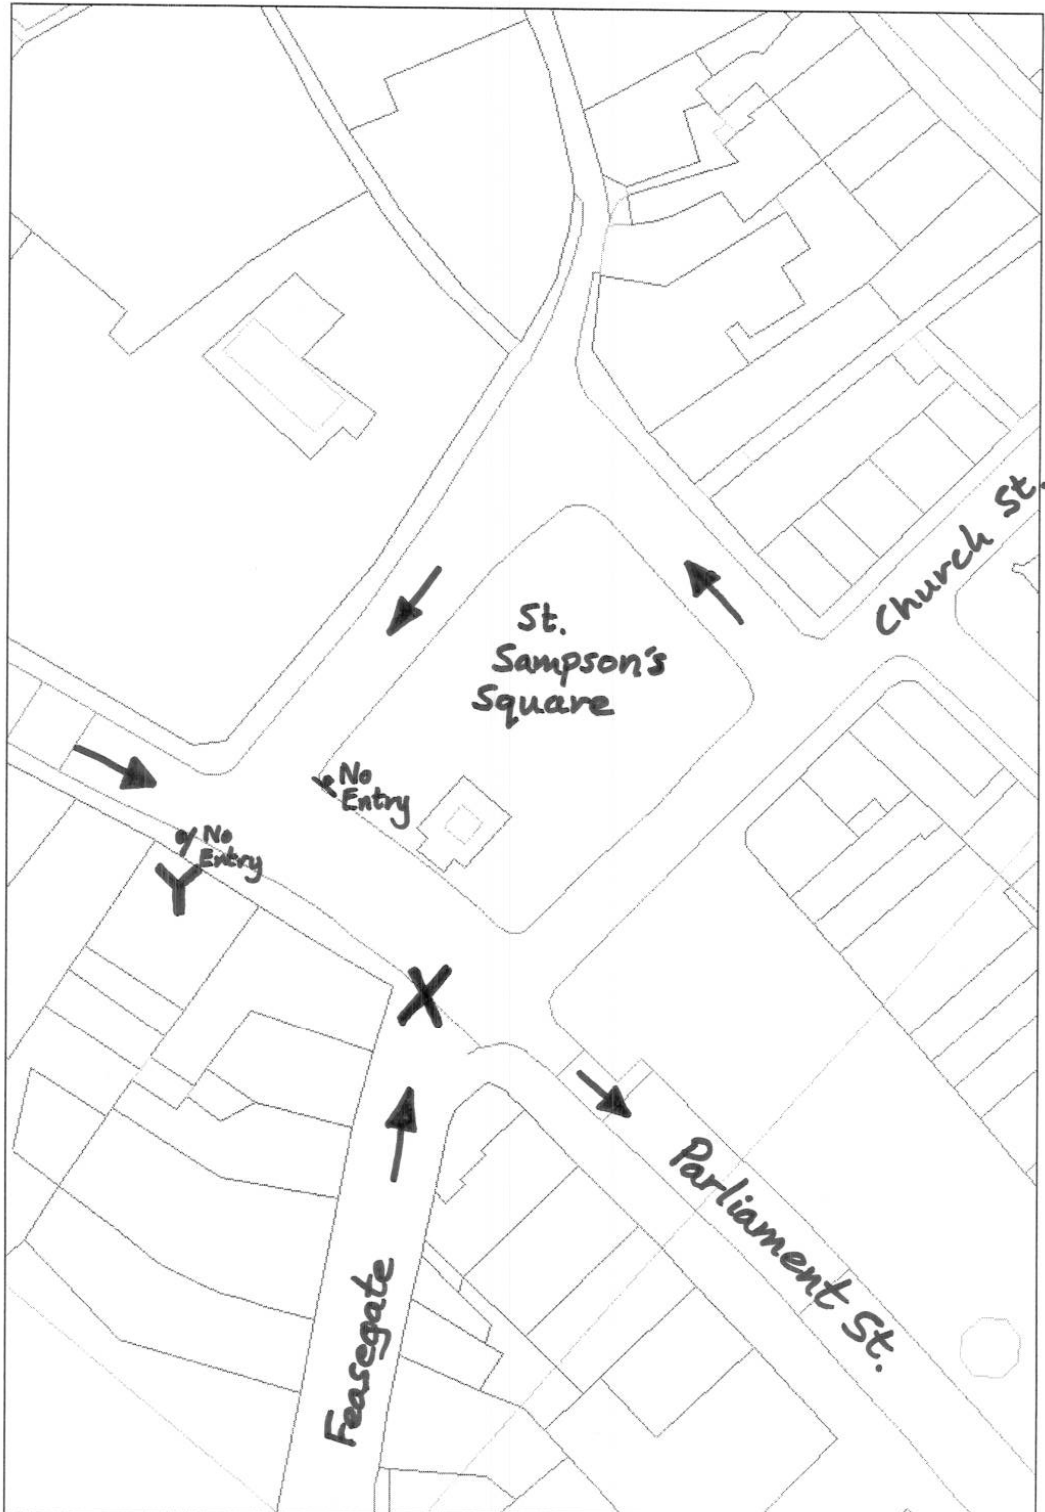 Church St.
St.
Sampson's
Square
No
Entry
No
Entry
Y
X
Parliament St.
Feasegate